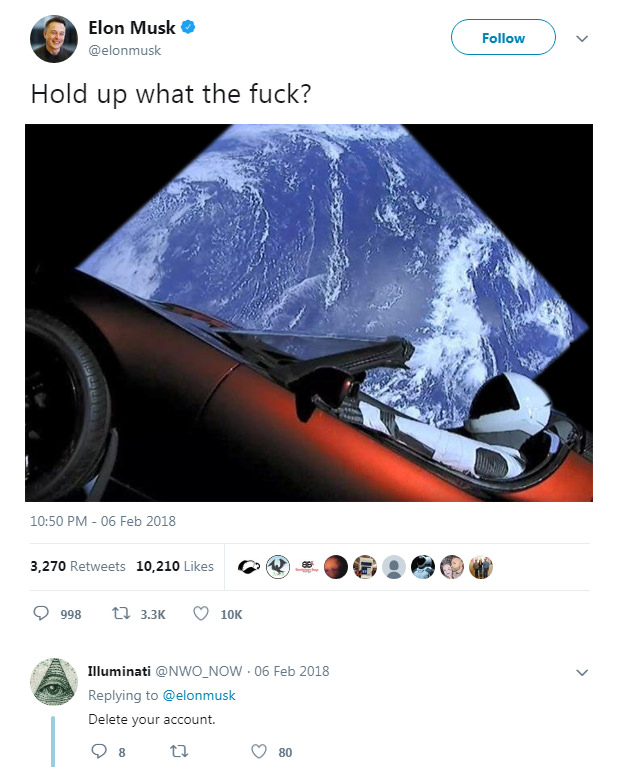 Elon Musk
@elonmusk
Follow
Hold up what the fuck?
10:50 PM - 06 Feb 2018
3,270 Retweets 10,210 Likes
998 3.3K 10K
Illuminati @NWO_NOW · 06 Feb 2018
Replying to @elonmusk
Delete your account.
8 80